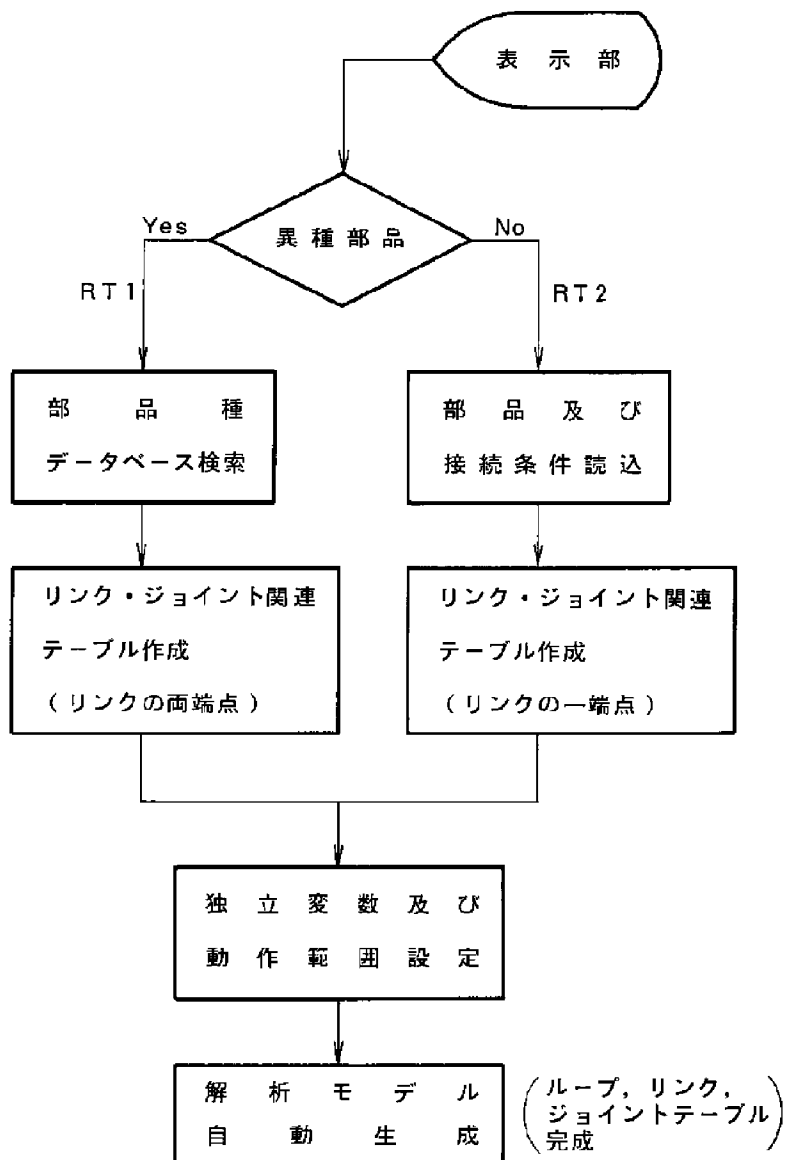 表示部
異種部品
Yes
No
RT1
RT2
部品種
データベース検索
部品及び
接続条件読込
リンク・ジョイント関連
テーブル作成
(リンクの両端点)
リンク・ジョイント関連
テーブル作成
(リンクの一端点)
独立変数及び
動作範囲設定
解析モデル
自動生成
(ループ,リンク,
ジョイントテーブル
完成)